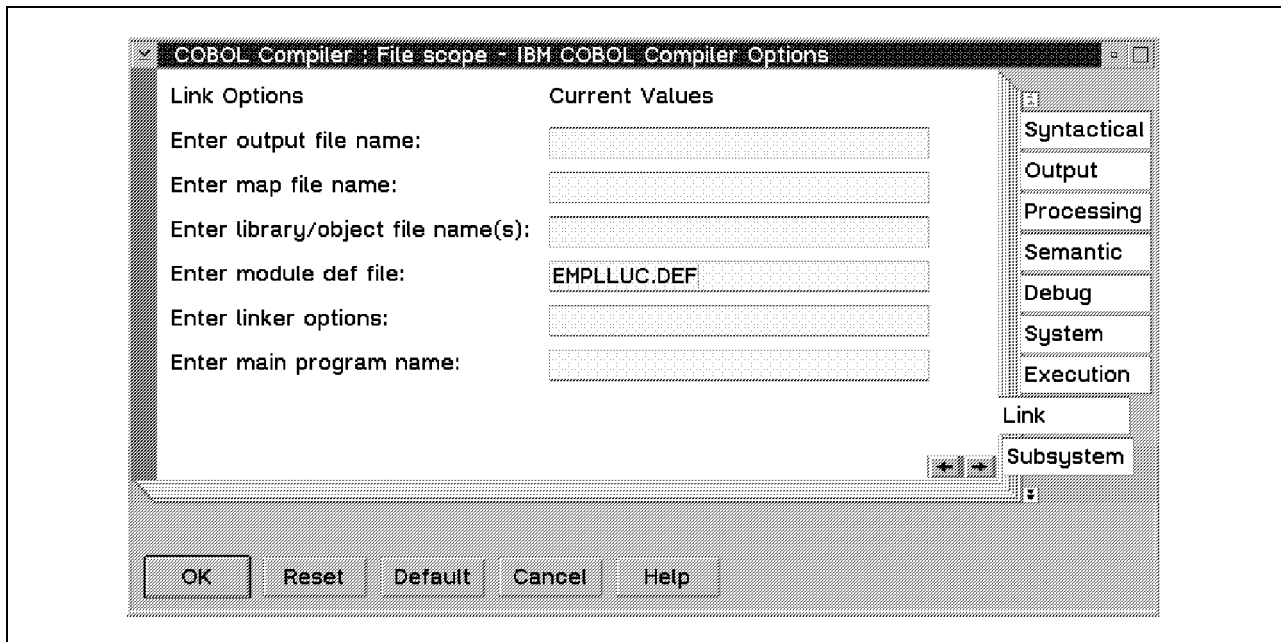 COBOL Compiler : File scope - IBM COBOL Compiler Options
Link Options Current Values
Enter output file name:
Enter map file name:
Enter library/object file name(s):
Enter module def file: EMPLLUC.DEF
Enter linker options:
Enter main program name:
Syntactical
Output
Processing
Semantic
Debug
System
Execution
Link
Subsystem
OK Reset Default Cancel Help